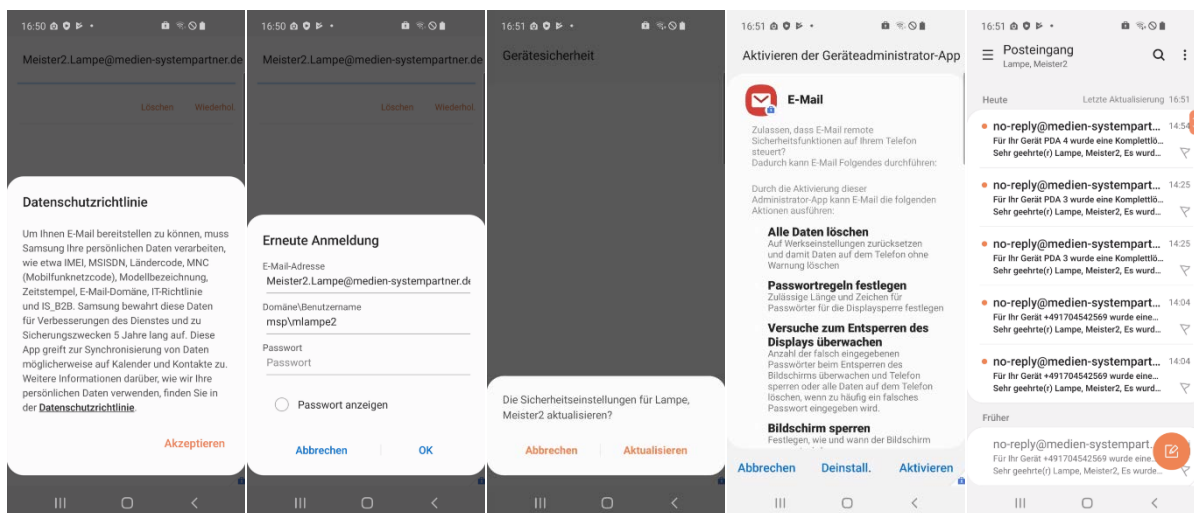 16:50
Meister2.Lampe@medien-systempartner.de
Löschen Wiederhol.
Datenschutzrichtlinie
Um Ihnen E-Mail bereitstellen zu können, muss
Samsung Ihre persönlichen Daten verarbeiten,
wie etwa IMEI, MSISDN, Ländercode, MNC
(Mobilfunknetzcode), Modellbezeichnung,
Zeitstempel, E-Mail-Domäne, IT-Richtlinie
und IS_B2B. Samsung bewahrt diese Daten
für Verbesserungen des Dienstes und zu
Sicherungszwecken 5 Jahre lang auf. Diese
App greift zur Synchronisierung von Daten
möglicherweise auf Kalender und Kontakte zu.
Weitere Informationen darüber, wie wir Ihre
persönlichen Daten verwenden, finden Sie in
der Datenschutzrichtlinie.
Akzeptieren
16:50
Meister2.Lampe@medien-systempartner.de
Löschen Wiederhol.
Erneute Anmeldung
E-Mail-Adresse
Meister2.Lampe@medien-systempartner.de
Domäne\Benutzername
msp\mlampe2
Passwort
Passwort
Passwort anzeigen
Abbrechen OK
16:51
Gerätesicherheit
Die Sicherheitseinstellungen für Lampe,
Meister2 aktualisieren?
Abbrechen Aktualisieren
16:51
Aktivieren der Geräteadministrator-App
E-Mail
Zulassen, dass E-Mail remote
Sicherheitsfunktionen auf Ihrem Telefon
steuert?
Dadurch kann E-Mail Folgendes durchführen:
Durch die Aktivierung dieser
Administrator-App kann E-Mail die folgenden
Aktionen ausführen:
Alle Daten löschen
Auf Werkseinstellungen zurücksetzen
und damit Daten auf dem Telefon ohne
Warnung löschen
Passwortregeln festlegen
Zulässige Länge und Zeichen für
Passwörter für die Displaysperre festlegen
Versuche zum Entsperren des
Displays überwachen
Anzahl der falsch eingegebenen
Passwörter beim Entsperren des
Bildschirms überwachen und Telefon
sperren oder alle Daten auf dem Telefon
löschen, wenn zu häufig ein falsches
Passwort eingegeben wird.
Bildschirm sperren
Festlegen, wie und wann der Bildschirm
Abbrechen Deinstall. Aktivieren
16:51
Posteingang
Lampe, Meister2
Heute Letzte Aktualisierung 16:51
no-reply@medien-systempart... 14:54
Für Ihr Gerät PDA 4 wurde eine Komplettlö...
Sehr geehrte(r) Lampe, Meister2, Es wurd...
no-reply@medien-systempart... 14:25
Für Ihr Gerät PDA 3 wurde eine Komplettlö...
Sehr geehrte(r) Lampe, Meister2, Es wurd...
no-reply@medien-systempart... 14:25
Für Ihr Gerät PDA 3 wurde eine Komplettlö...
Sehr geehrte(r) Lampe, Meister2, Es wurd...
no-reply@medien-systempart... 14:04
Für Ihr Gerät +491704542569 wurde eine...
Sehr geehrte(r) Lampe, Meister2, Es wurd...
no-reply@medien-systempart... 14:04
Für Ihr Gerät +491704542569 wurde eine...
Sehr geehrte(r) Lampe, Meister2, Es wurd...
Früher
no-reply@medien-systempart.
Für Ihr Gerät +491704542569 wurde eine.
Sehr geehrte(r) Lampe, Meister2, Es wurde...